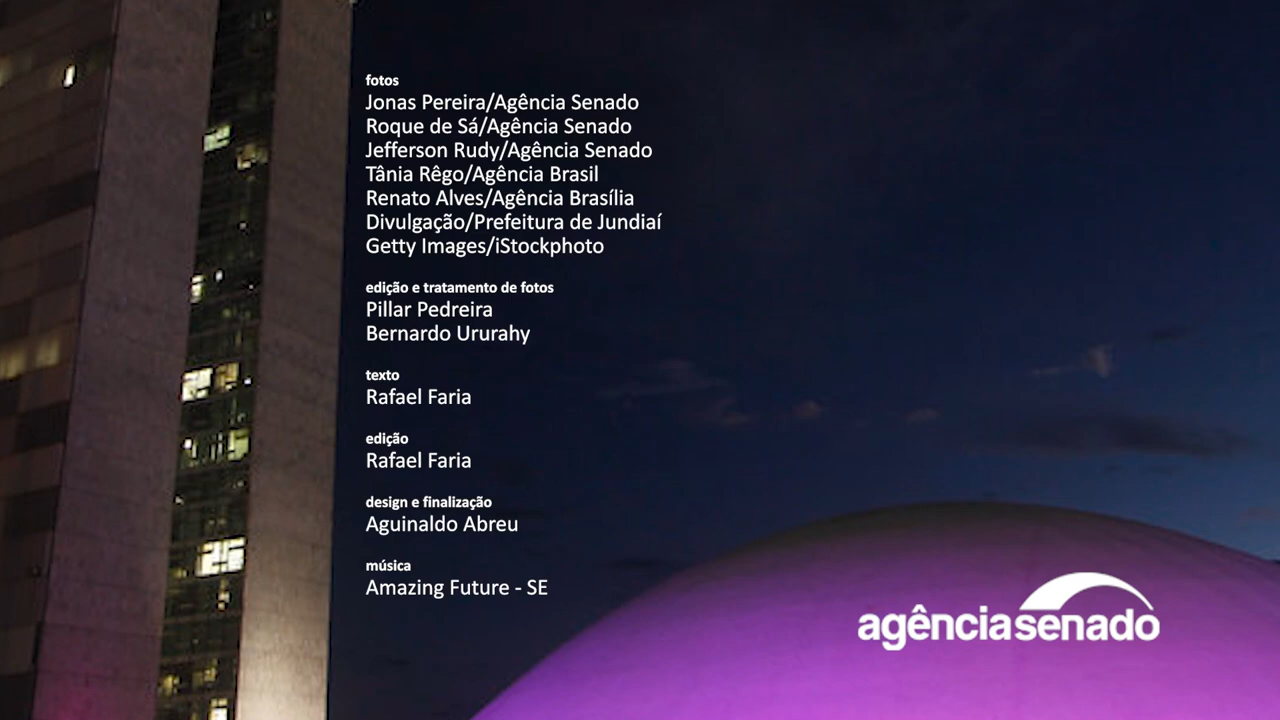 fotos
Jonas Pereira/Agência Senado
Roque de Sá/Agência Senado
Jefferson Rudy/Agência Senado
Tânia Rêgo/Agência Brasil
Renato Alves/Agência Brasília
Divulgação/Prefeitura de Jundiaí
Getty Images/iStockphoto
edição e tratamento de fotos
Pillar Pedreira
Bernardo Ururahy
texto
Rafael Faria
edição
Rafael Faria
design e finalização
Aguinaldo Abreu
música
Amazing Future - SE
agênciasenado